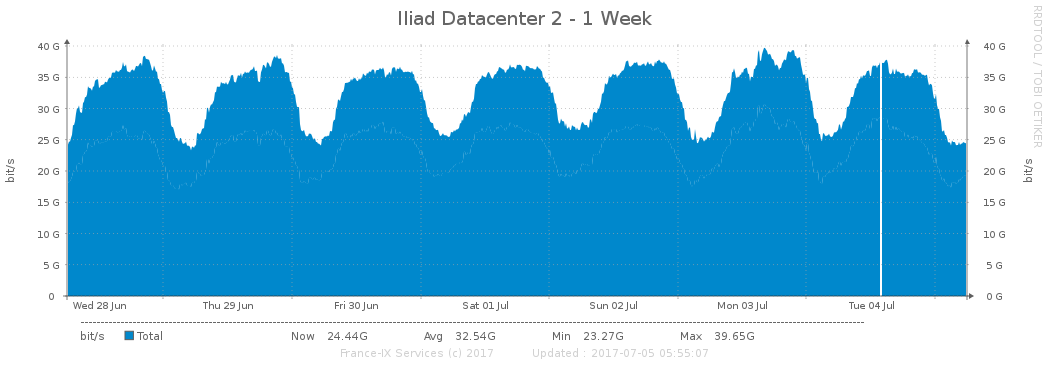 Iliad Datacenter 2 - 1 Week
RRDTOOL / TOBI OETIKER
40 G 40 G
35 G 35 G
30 G 30 G
25 G 25 G
20 G 20 G
15 G 15 G
10 G 10 G
5 G 5 G
0 0 G
bit/s
bit/s
Wed 28 Jun Thu 29 Jun Fri 30 Jun Sat 01 Jul Sun 02 Jul Mon 03 Jul Tue 04 Jul
bit/s Total Now 24.44G Avg 32.54G Min 23.27G Max 39.65G
France-IX Services (c) 2017 Updated : 2017-07-05 05:55:07